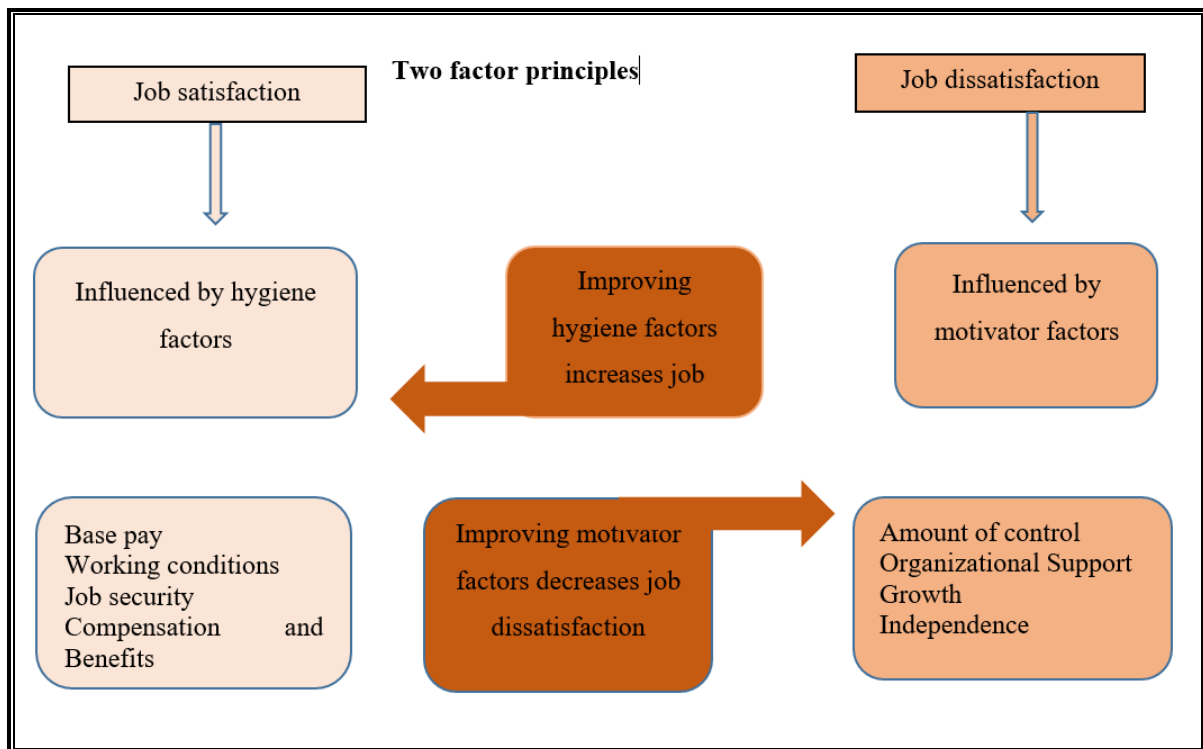 Two factor principles
Job satisfaction
Job dissatisfaction
Influenced by hygiene
factors
Improving
hygiene factors
increases job
Influenced by
motivator factors
Base pay
Working conditions
Job security
Compensation and
Benefits
Improving motivator
factors decreases job
dissatisfaction
Amount of control
Organizational Support
Growth
Independence